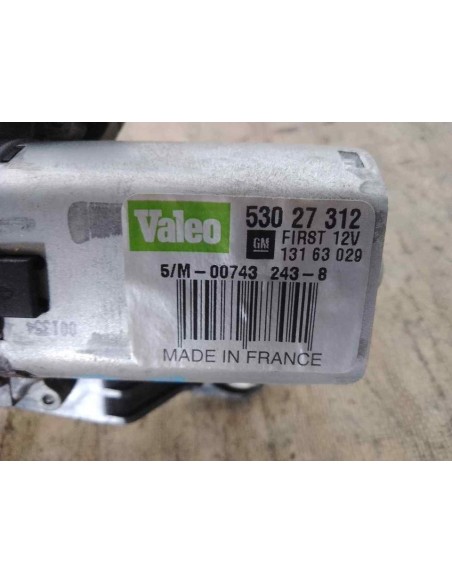 Valeo
530 27 312
GM FIRST 12V
131 63 029
5/M-00743 243-8
MADE IN FRANCE